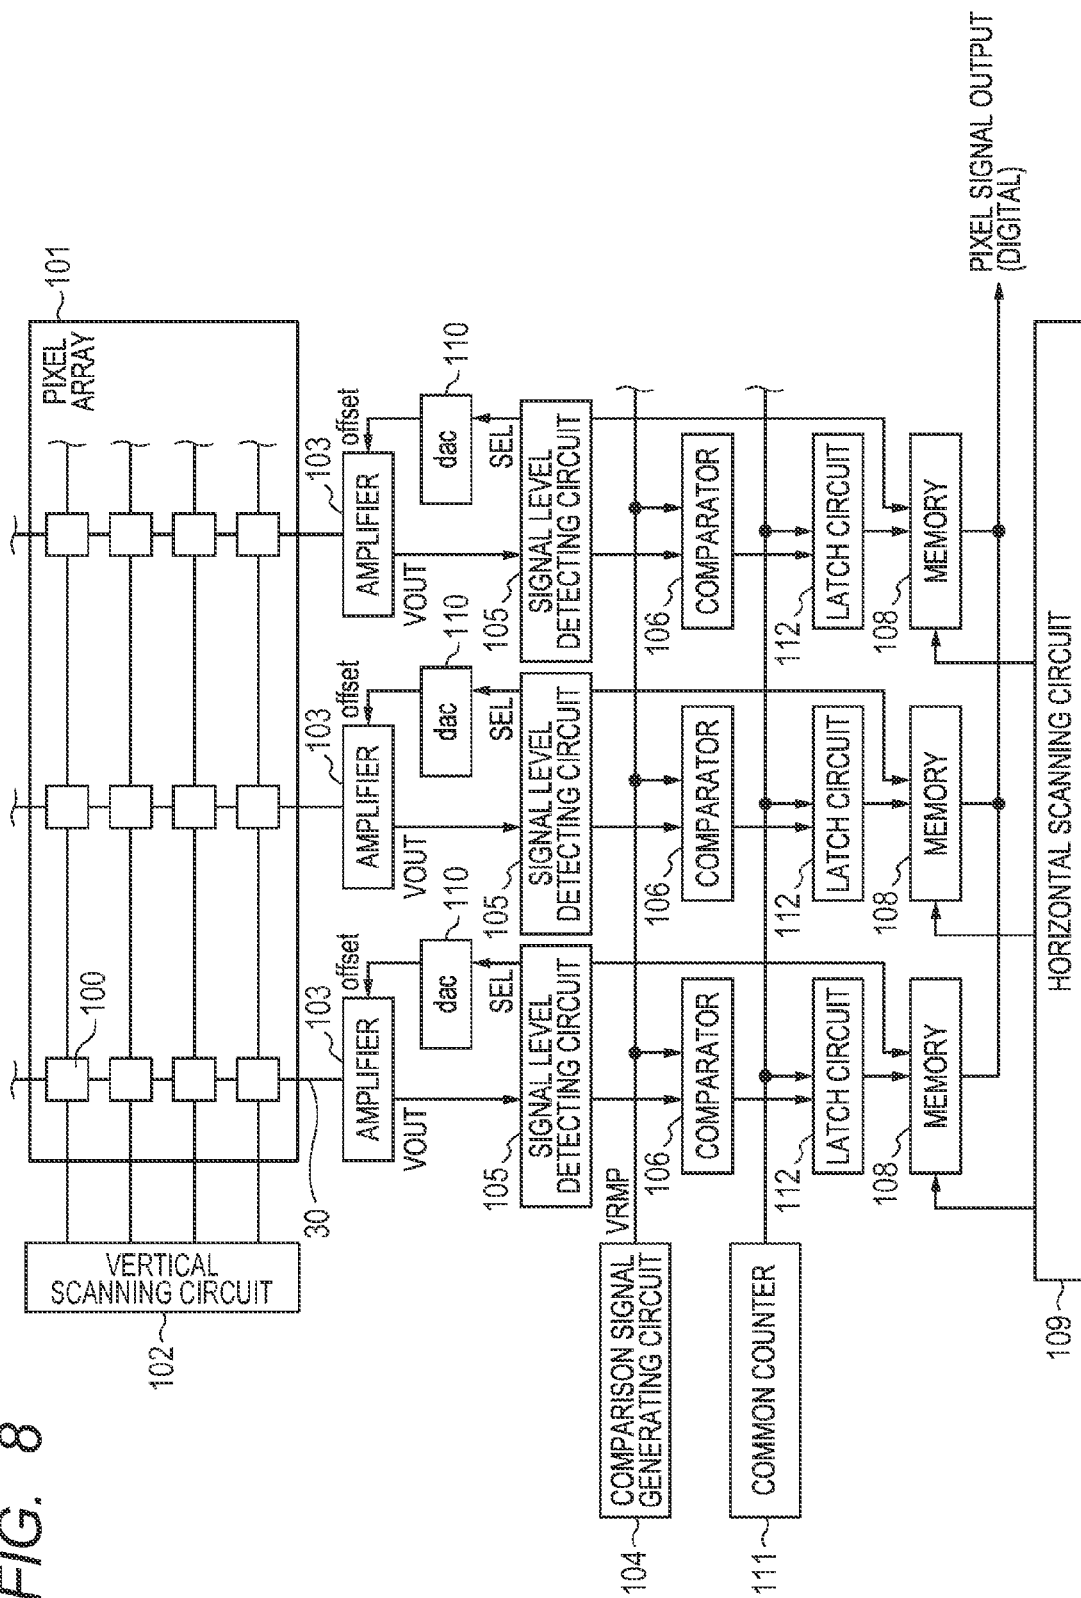 FIG. 8
101
PIXEL
ARRAY
100
VERTICAL
SCANNING CIRCUIT
102
30
103
AMPLIFIER
offset
VOUT
dac
110
SEL
105
SIGNAL LEVEL
DETECTING CIRCUIT
103
AMPLIFIER
offset
VOUT
dac
110
SEL
105
SIGNAL LEVEL
DETECTING CIRCUIT
103
AMPLIFIER
offset
VOUT
dac
110
SEL
105
SIGNAL LEVEL
DETECTING CIRCUIT
COMPARISON SIGNAL
GENERATING CIRCUIT
104
VRMP
106
COMPARATOR
106
COMPARATOR
106
COMPARATOR
COMMON COUNTER
111
112
LATCH CIRCUIT
112
LATCH CIRCUIT
112
LATCH CIRCUIT
108
MEMORY
108
MEMORY
108
MEMORY
PIXEL SIGNAL OUTPUT
(DIGITAL)
HORIZONTAL SCANNING CIRCUIT
109